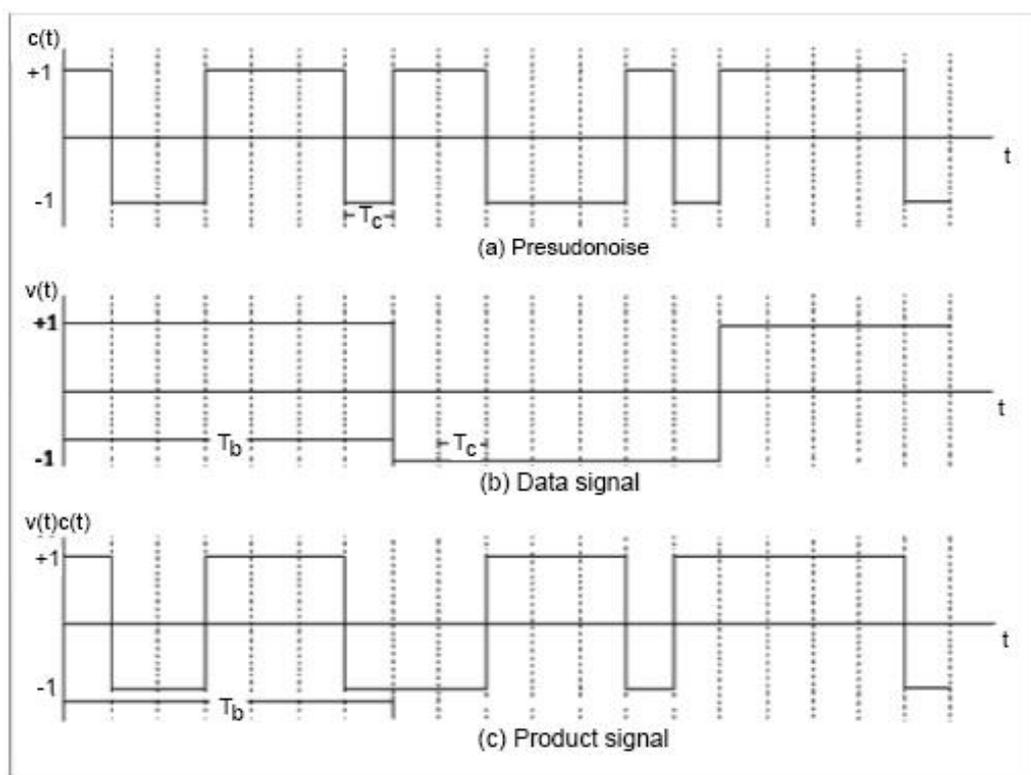 c(t)
+1
t
-1
Tc
(a) Presudonoise
v(t)
+1
t
Tb
Tc
-1
(b) Data signal
v(t)c(t)
+1
t
-1
Tb
(c) Product signal